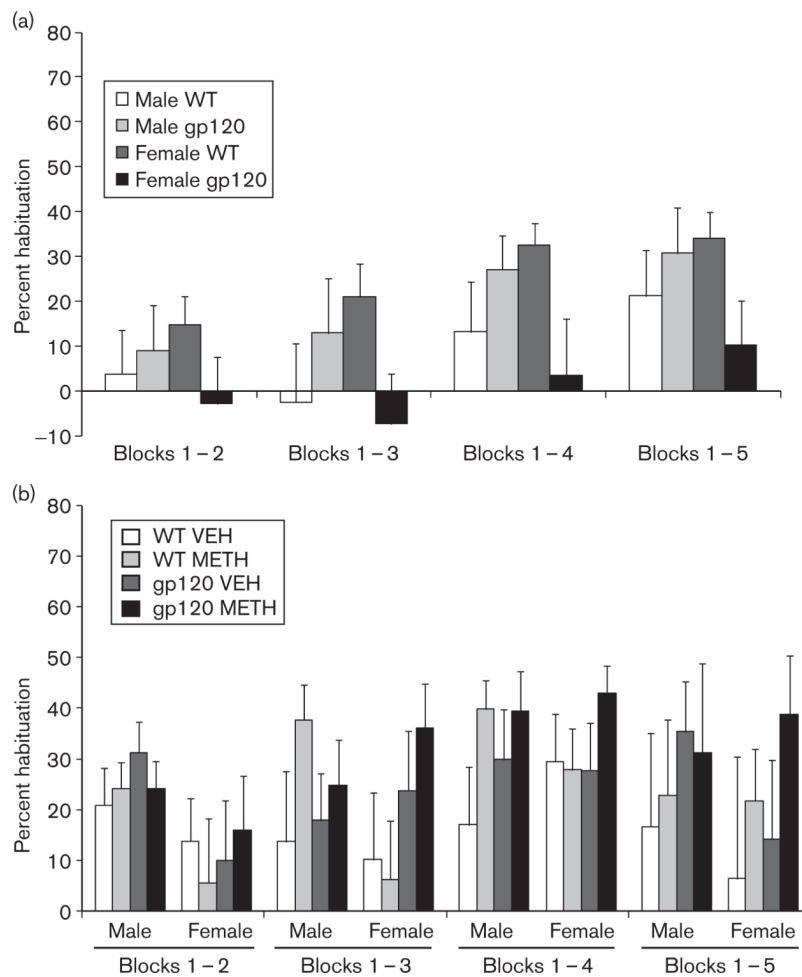 (a)
80
70
60
50
40
30
20
10
0
–10
Percent habituation
Male WT
Male gp120
Female WT
Female gp120
Blocks 1 – 2
Blocks 1 – 3
Blocks 1 – 4
Blocks 1 – 5
(b)
80
70
60
50
40
30
20
10
0
Percent habituation
WT VEH
WT METH
gp120 VEH
gp120 METH
Male Female Male Female Male Female Male Female
Blocks 1 – 2 Blocks 1 – 3 Blocks 1 – 4 Blocks 1 – 5